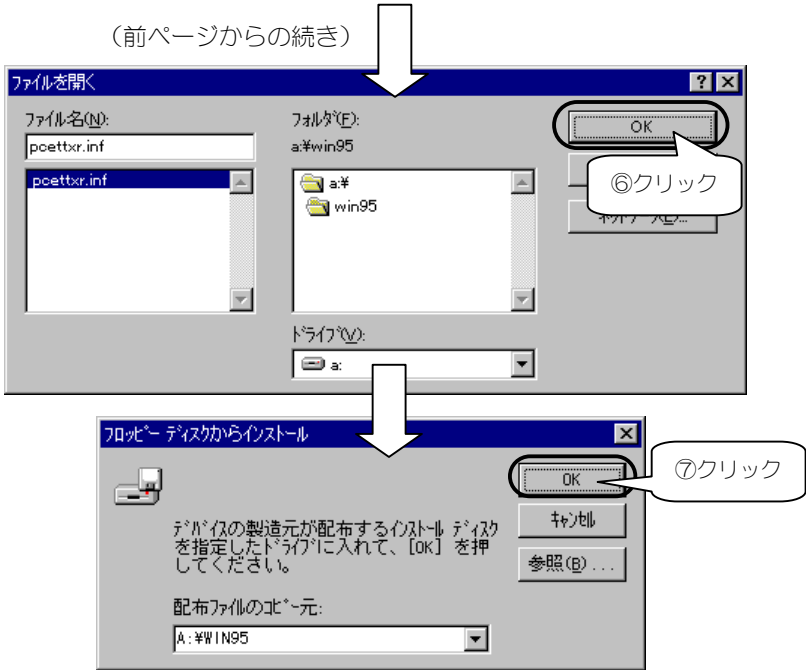 (前ページからの続き)
ファイルを開く
ファイル名(N):
pcettxr.inf
pcettxr.inf
フォルダ(F):
a:¥win95
a:¥
win95
ドライブ(V):
a:
OK
⑥クリック
ネットワーク(L)...
フロッピー ディスクからインストール
デバイスの製造元が配布するインストール ディスク
を指定したドライブに入れて、[OK] を押
してください。
配布ファイルのコピー元:
A:¥WIN95
OK
キャンセル
参照(B)...
⑦クリック